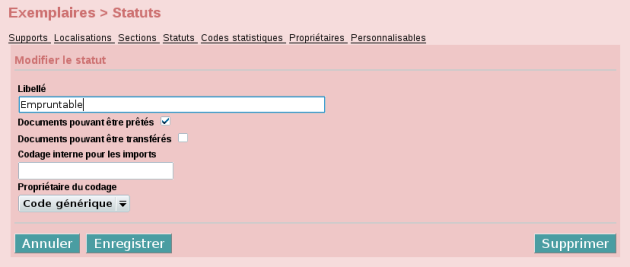 Exemplaires > Statuts
Supports Localisations Sections Statuts Codes statistiques Propriétaires Personnalisables
Modifier le statut
Libellé
Empruntable
Documents pouvant être prêtés
Documents pouvant être transférés
Codage interne pour les imports
Propriétaire du codage
Code générique
Annuler Enregistrer Supprimer